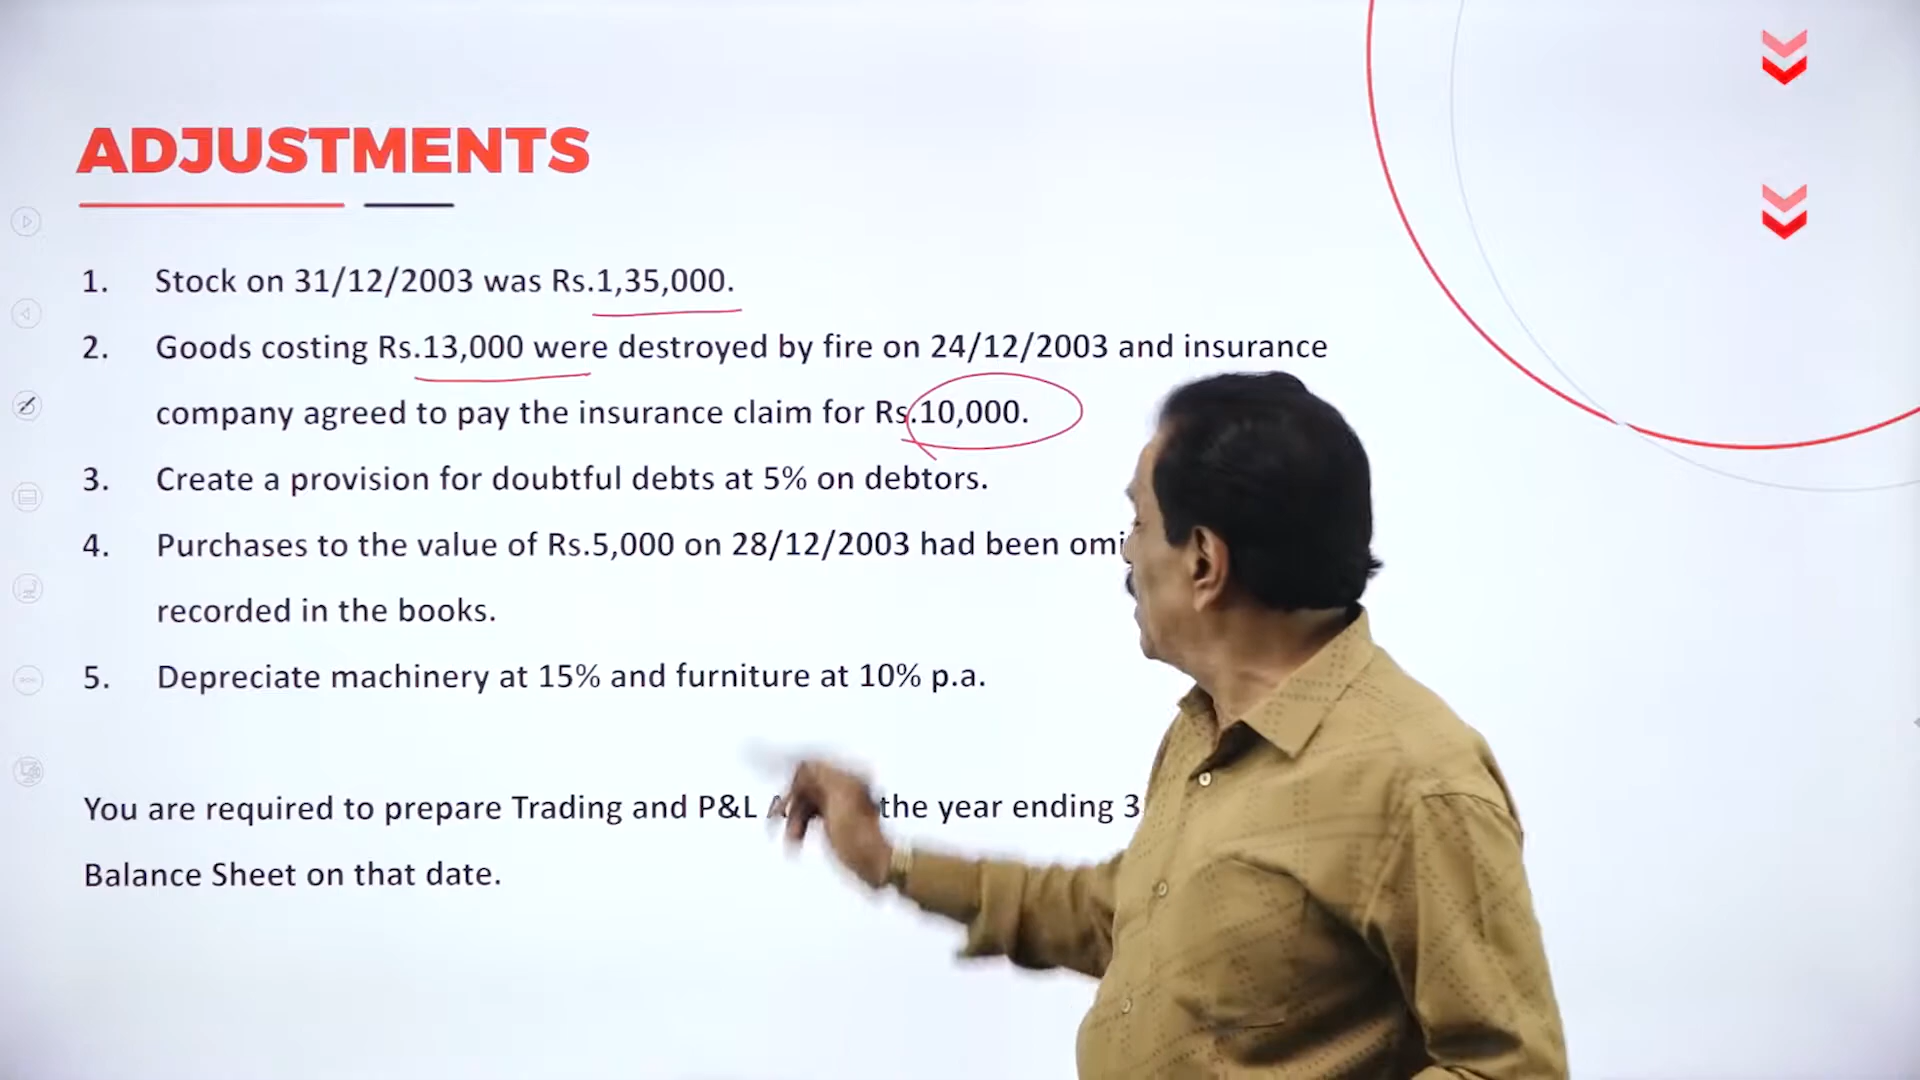 ADJUSTMENTS
1. Stock on 31/12/2003 was Rs.1,35,000.
2. Goods costing Rs.13,000 were destroyed by fire on 24/12/2003 and insurance
company agreed to pay the insurance claim for Rs.10,000.
3. Create a provision for doubtful debts at 5% on debtors.
4. Purchases to the value of Rs.5,000 on 28/12/2003 had been
recorded in the books.
5. Depreciate machinery at 15% and furniture at 10% p.a.
You are required to prepare Trading and P&L the year ending
Balance Sheet on that date.